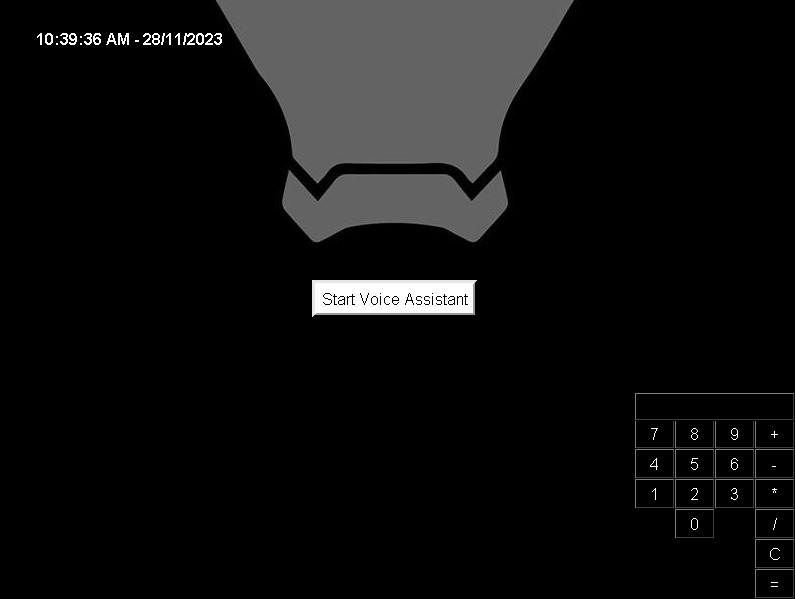 10:39:36 AM - 28/11/2023
Start Voice Assistant
7 8 9 +
4 5 6 -
1 2 3 *
0 /
C
=